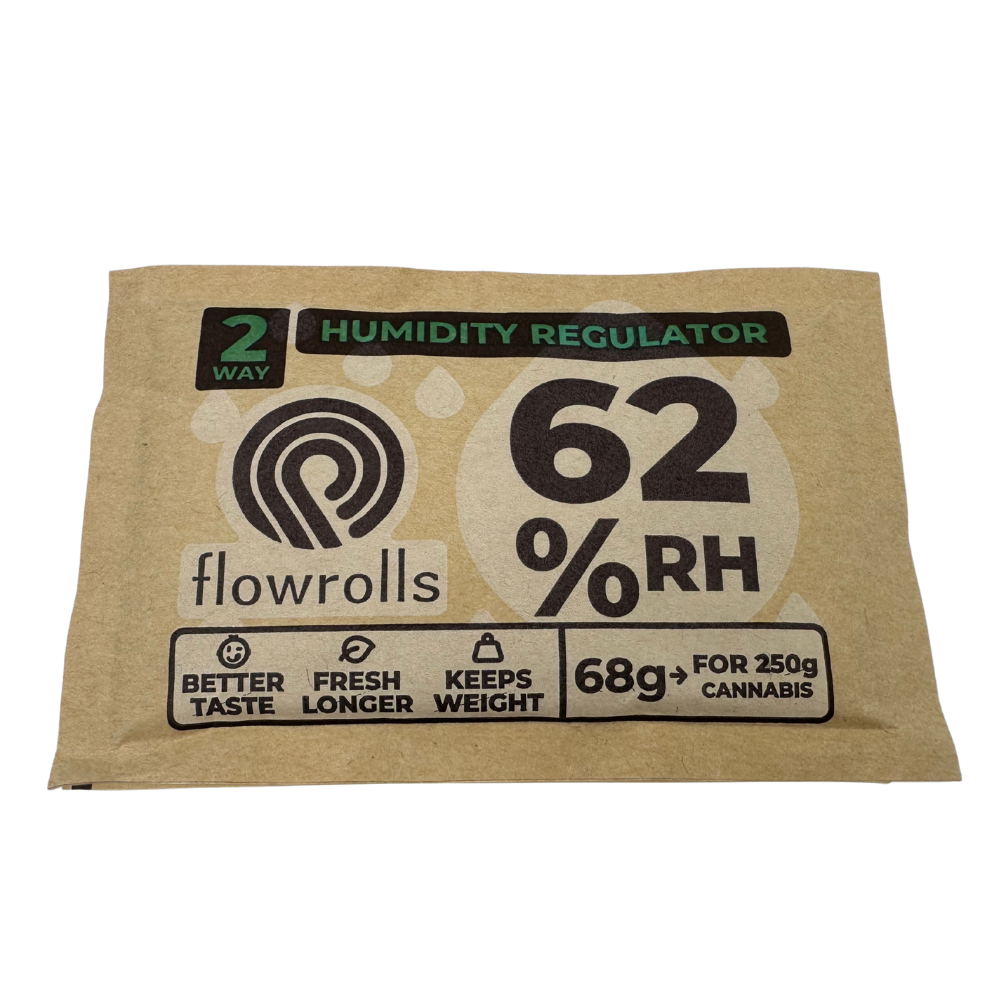 2
WAY
HUMIDITY REGULATOR
flowrolls
62
%RH
BETTER
TASTE
FRESH
LONGER
KEEPS
WEIGHT
68g→ FOR 250g
CANNABIS